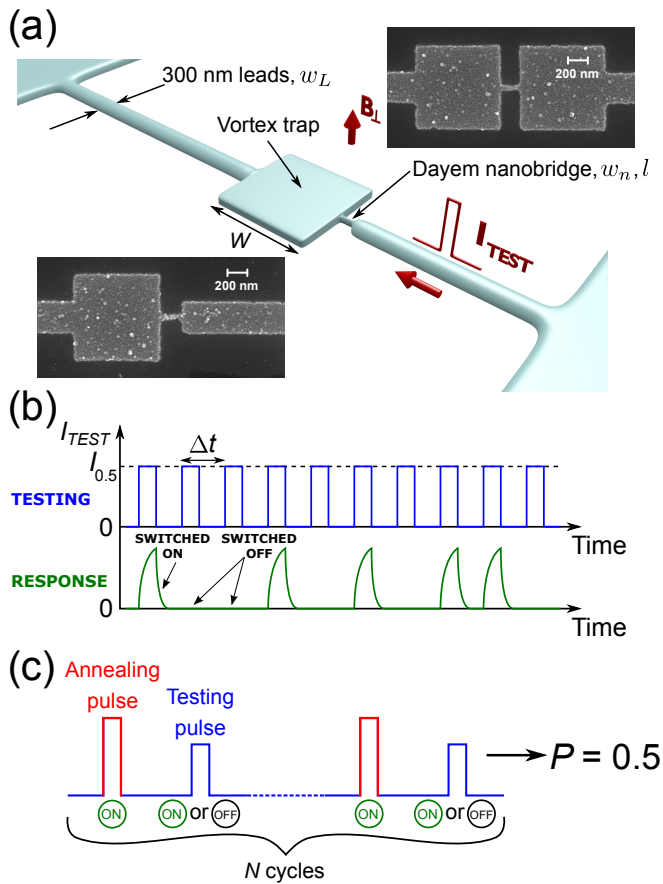 (a)
300 nm leads, w_L
Vortex trap
B⊥
200 nm
Dayem nanobridge, w_n, l
W
I_TEST
200 nm
(b)
I_TEST
I_0.5
Δt
TESTING
0
SWITCHED ON
SWITCHED OFF
Time
RESPONSE
0
Time
(c)
Annealing
pulse
Testing
pulse
P = 0.5
ON ON or OFF ON ON or OFF
N cycles